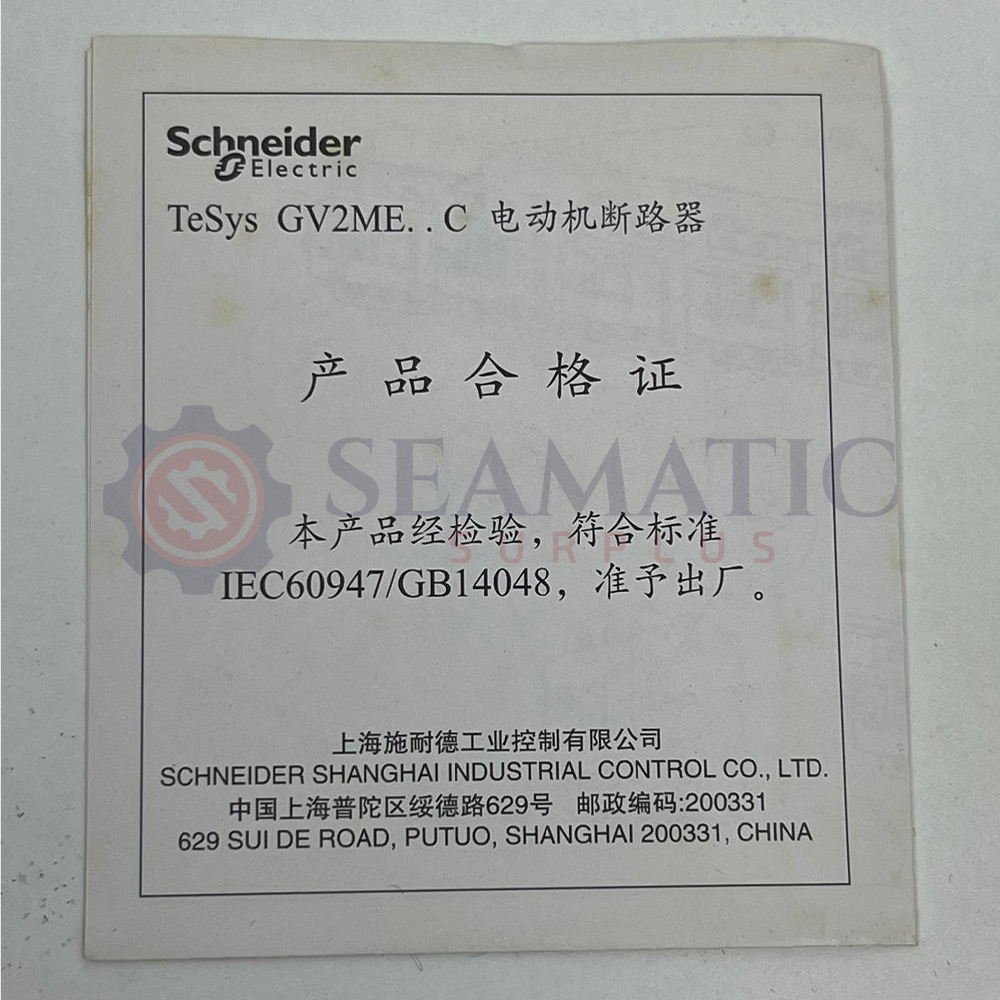 Schneider
Electric
TeSys GV2ME. . C 电动机断路器
产品合格证
SEAMATIC
SURPLUS
本产品经检验，符合标准
IEC60947/GB14048，准予出厂。
上海施耐德工业控制有限公司
SCHNEIDER SHANGHAI INDUSTRIAL CONTROL CO., LTD.
中国上海普陀区绥德路629号 邮政编码:200331
629 SUI DE ROAD, PUTUO, SHANGHAI 200331, CHINA